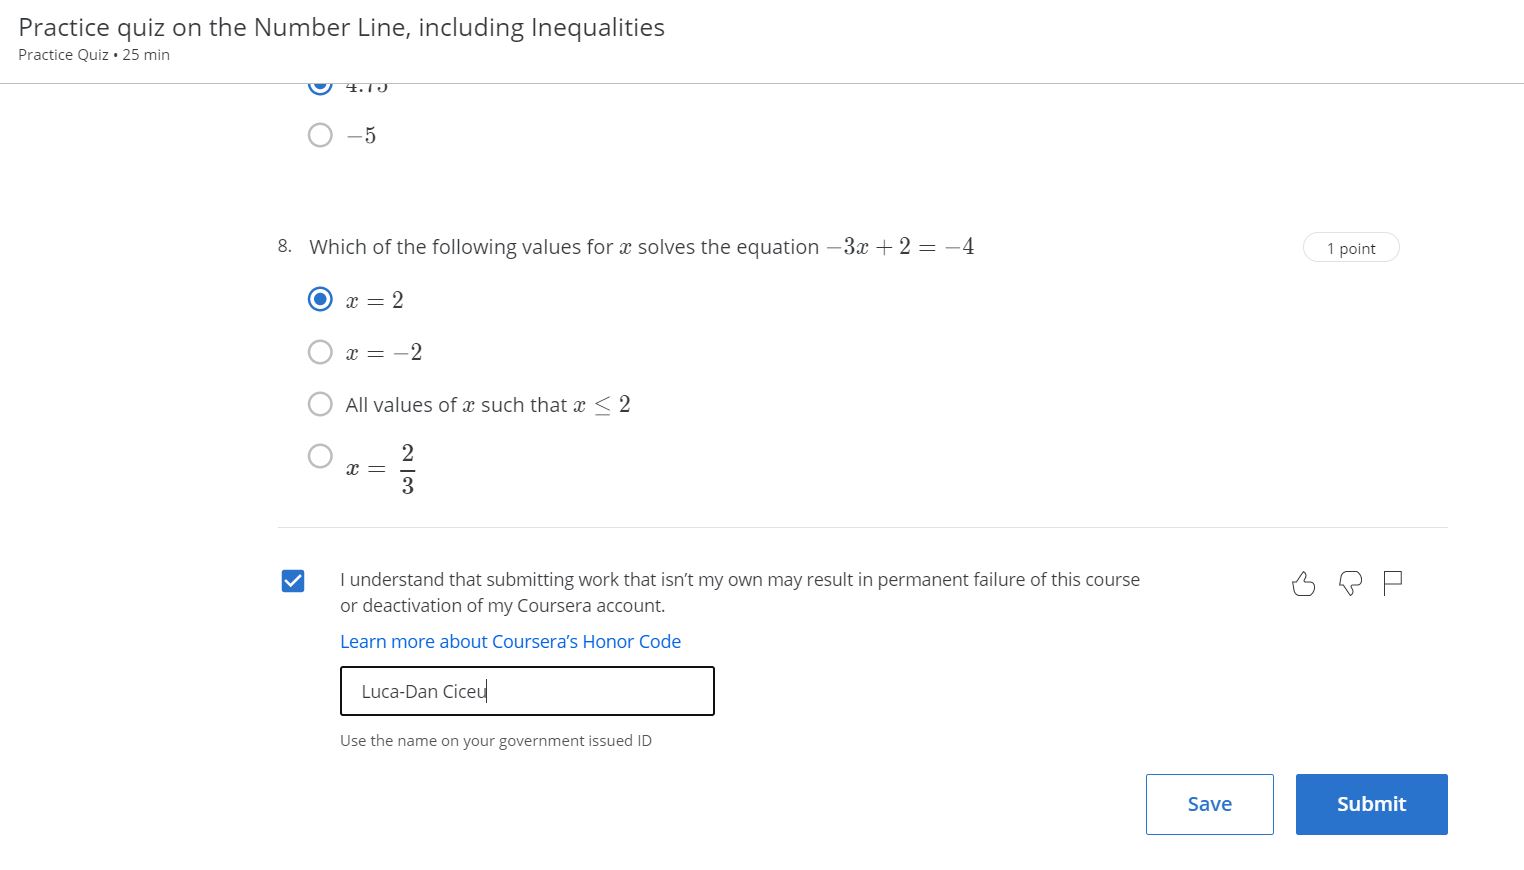 Practice quiz on the Number Line, including Inequalities
Practice Quiz • 25 min
4.75
−5
8. Which of the following values for x solves the equation −3x + 2 = −4
1 point
x = 2
x = −2
All values of x such that x ≤ 2
x = 2/3
I understand that submitting work that isn't my own may result in permanent failure of this course
or deactivation of my Coursera account.
Learn more about Coursera's Honor Code
Luca-Dan Ciceu
Use the name on your government issued ID
Save
Submit